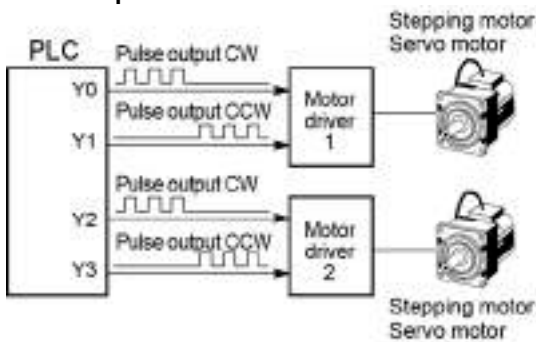 Stepping motor
Servo motor
PLC
Pulse output CW
Y0
Pulse output CCW
Y1
Motor
driver
1
Pulse output CW
Y2
Pulse output CCW
Y3
Motor
driver
2
Stepping motor
Servo motor